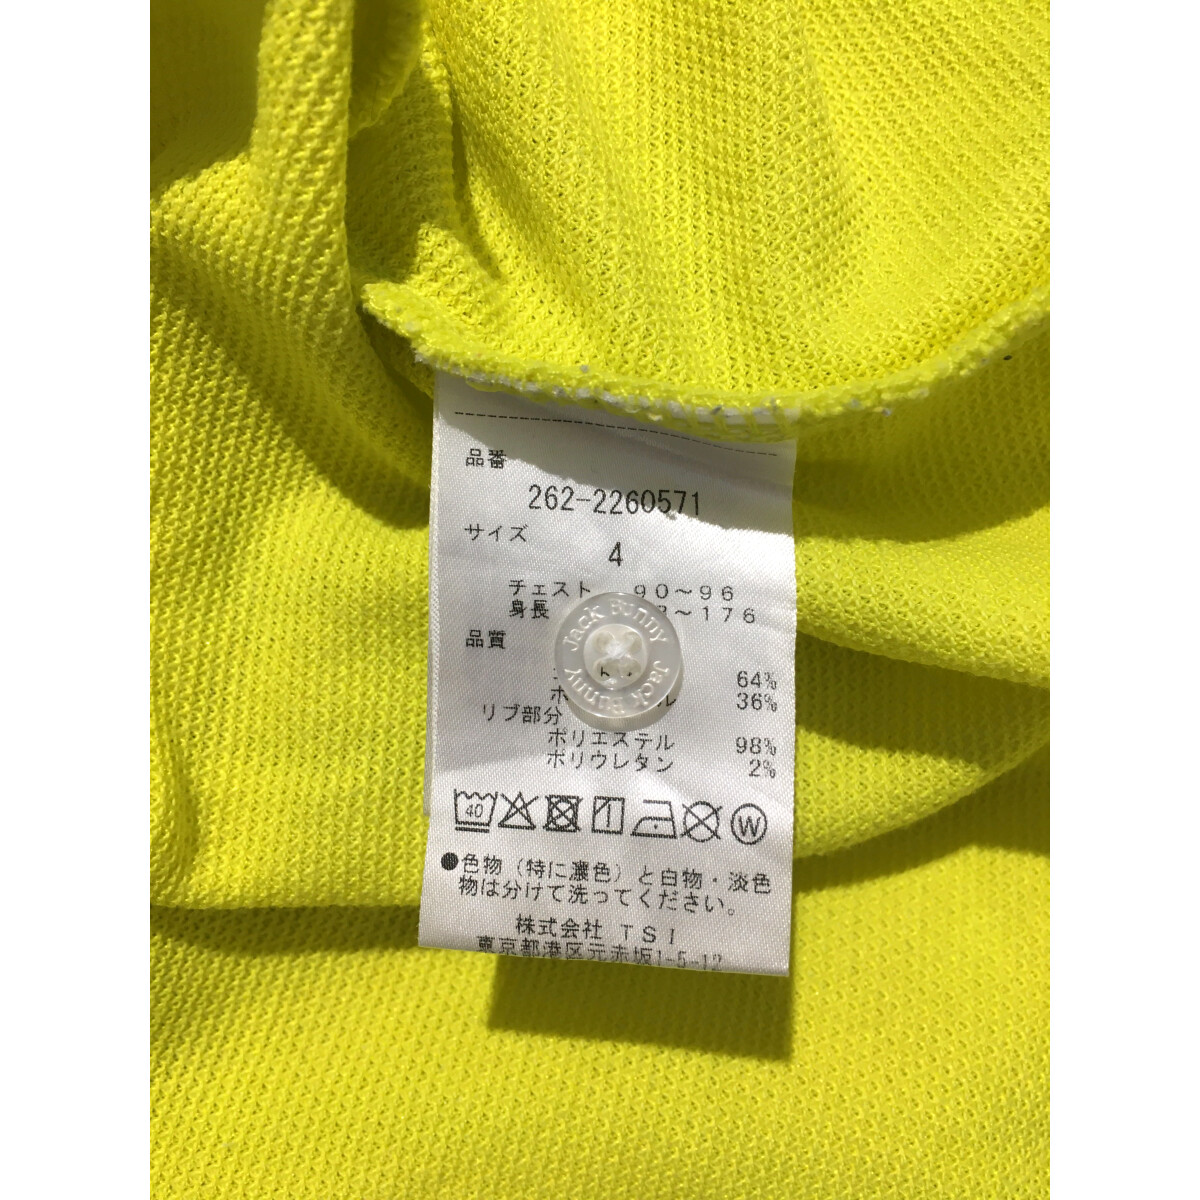 品番
262-2260571
サイズ
4
チェスト 90～96
身長 ～176
品質
64%
36%
リブ部分
ポリエステル 98%
ポリウレタン 2%
Jack Bunny Jack Bunny
40
W
●色物（特に濃色）と白物・淡色
物は分けて洗ってください。
株式会社 TSI
東京都港区元赤坂1-5-12